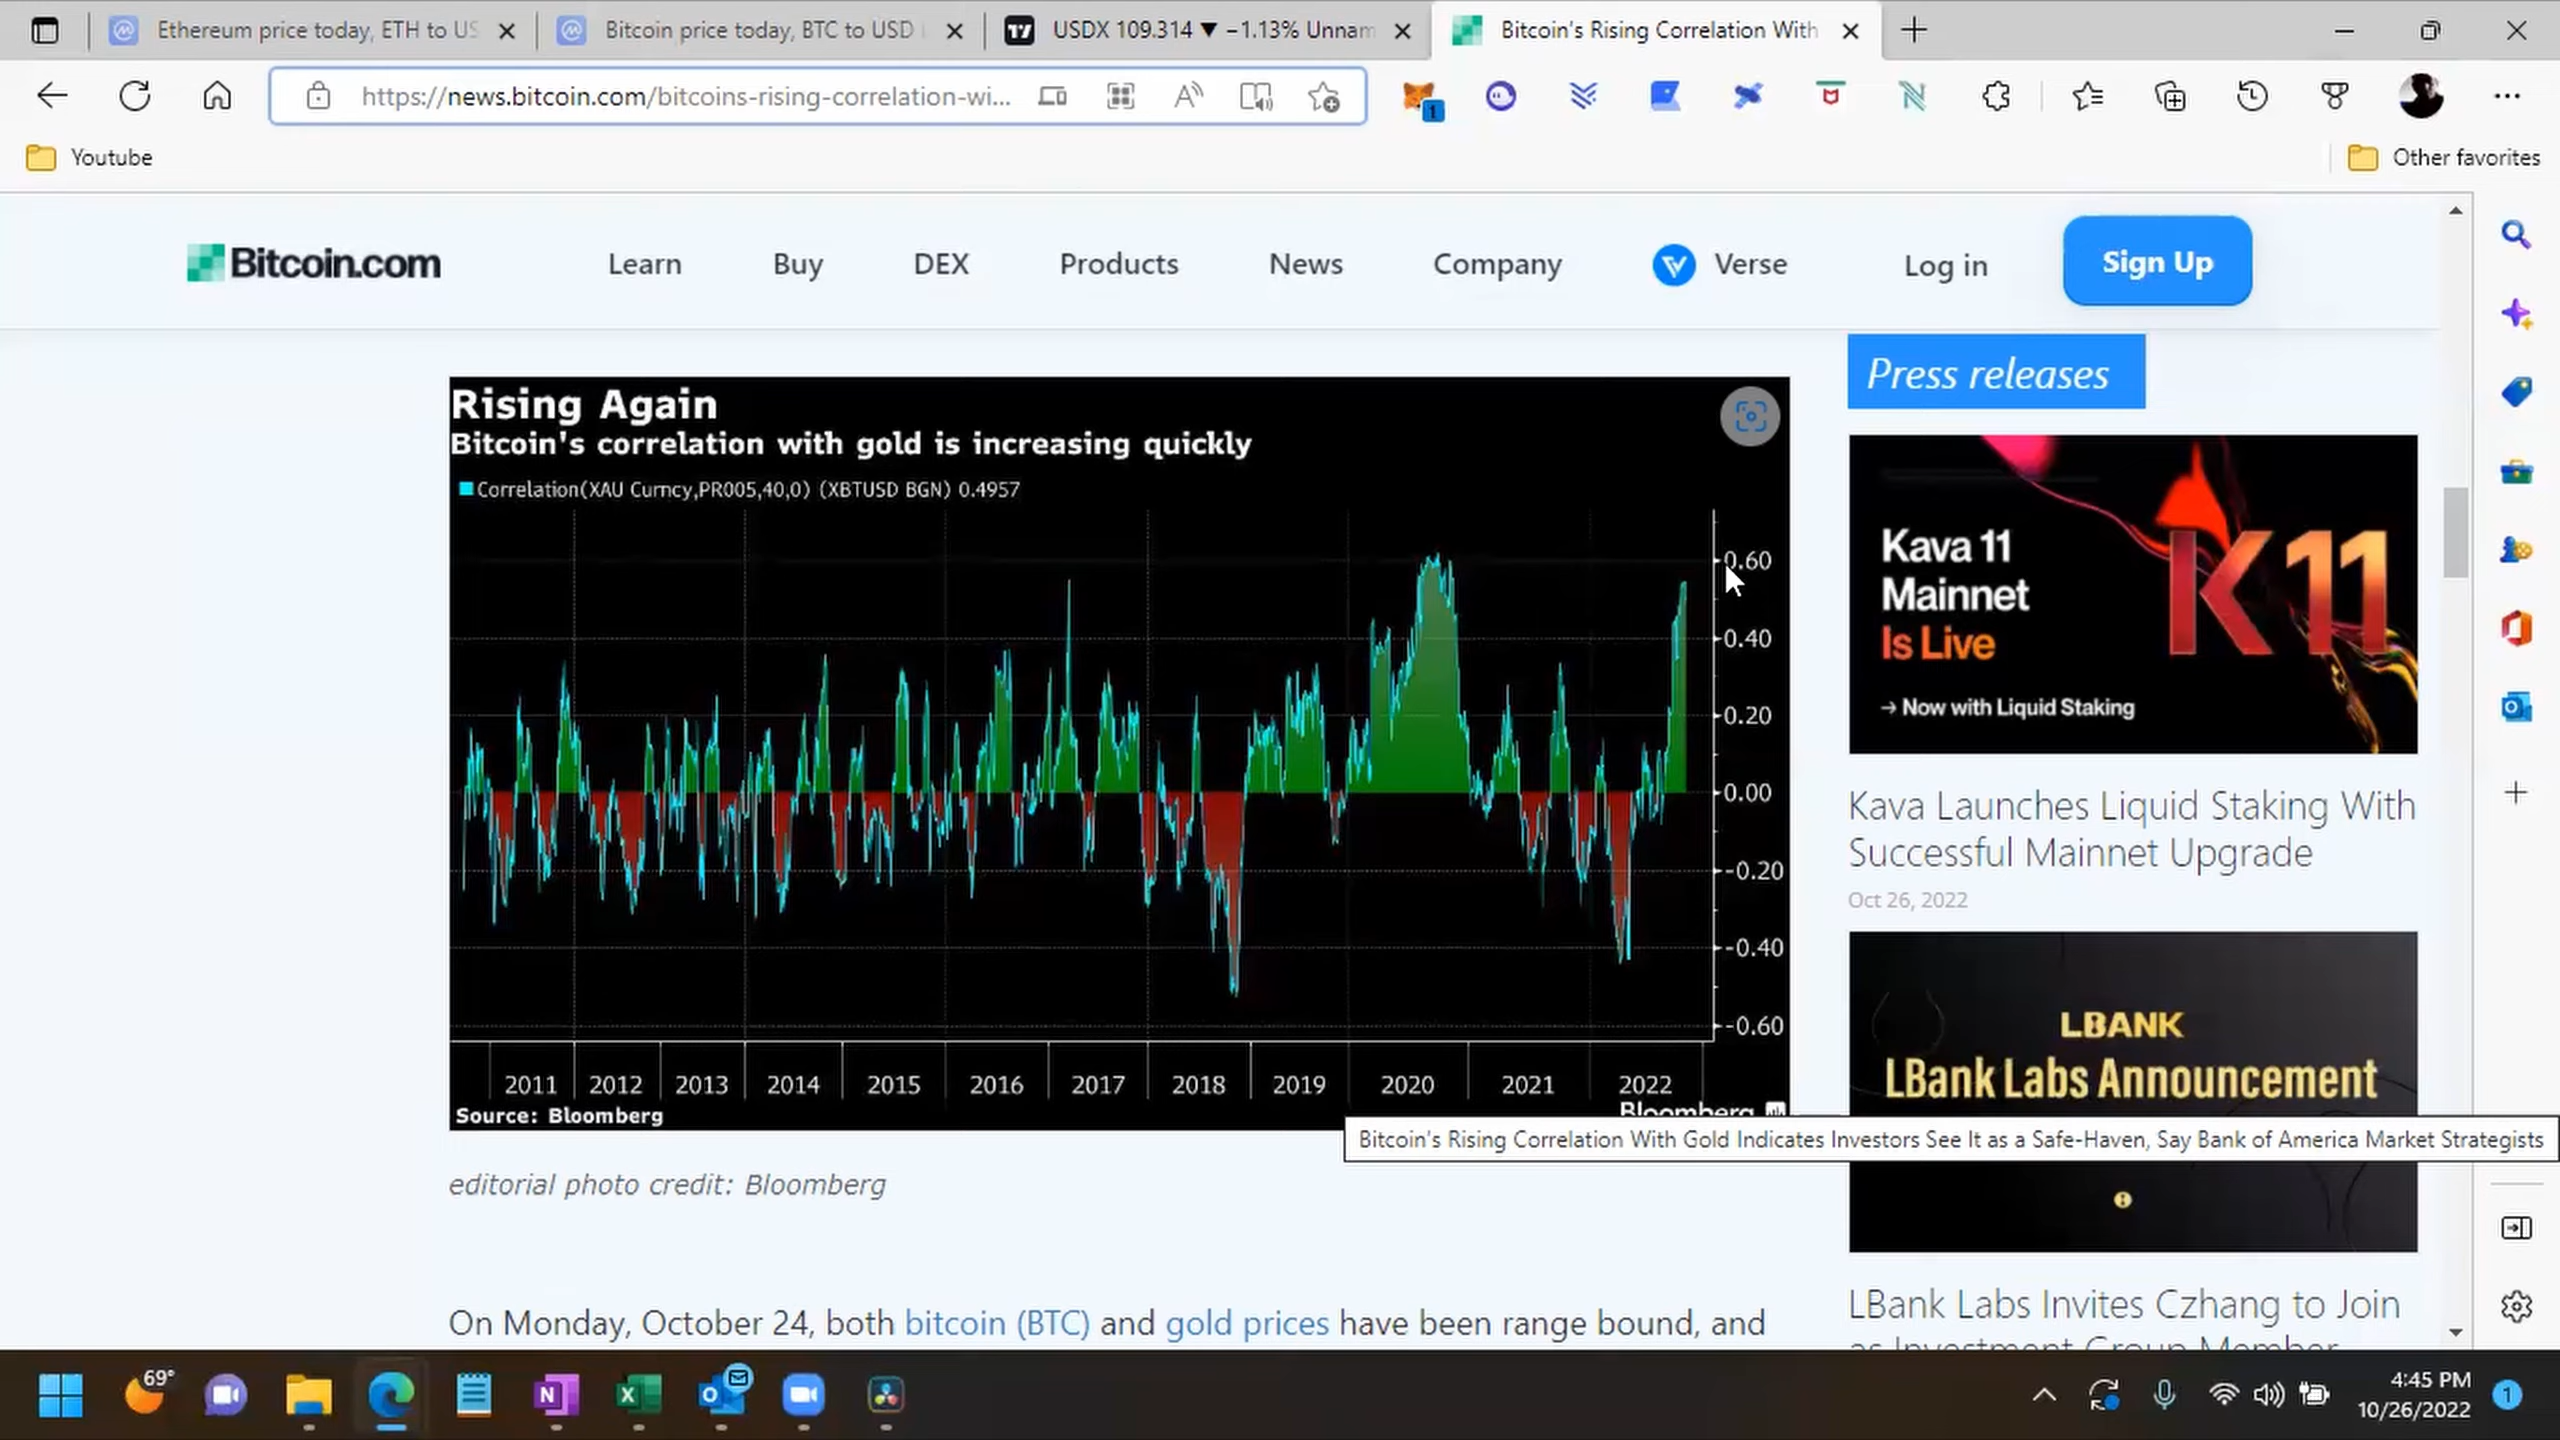 Ethereum price today, ETH to US
Bitcoin price today, BTC to USD
USDX 109.314 ▼ −1.13% Unnam
Bitcoin's Rising Correlation With
https://news.bitcoin.com/bitcoins-rising-correlation-wi...
1
Youtube
Other favorites
Bitcoin.com
Learn
Buy
DEX
Products
News
Company
Verse
Log in
Sign Up
Rising Again
Bitcoin's correlation with gold is increasing quickly
Correlation(XAU Curncy,PR005,40,0) (XBTUSD BGN) 0.4957
0.60
0.40
0.20
0.00
-0.20
-0.40
-0.60
2011 2012 2013 2014 2015 2016 2017 2018 2019 2020 2021 2022
Source: Bloomberg
Bloomberg
Bitcoin's Rising Correlation With Gold Indicates Investors See It as a Safe-Haven, Say Bank of America Market Strategists
editorial photo credit: Bloomberg
On Monday, October 24, both bitcoin (BTC) and gold prices have been range bound, and
Press releases
Kava 11
Mainnet
Is Live
→ Now with Liquid Staking
K11
Kava Launches Liquid Staking With
Successful Mainnet Upgrade
Oct 26, 2022
LBANK
LBank Labs Announcement
LBank Labs Invites Czhang to Join
as Investment Group Member
69°
4:45 PM
10/26/2022
1